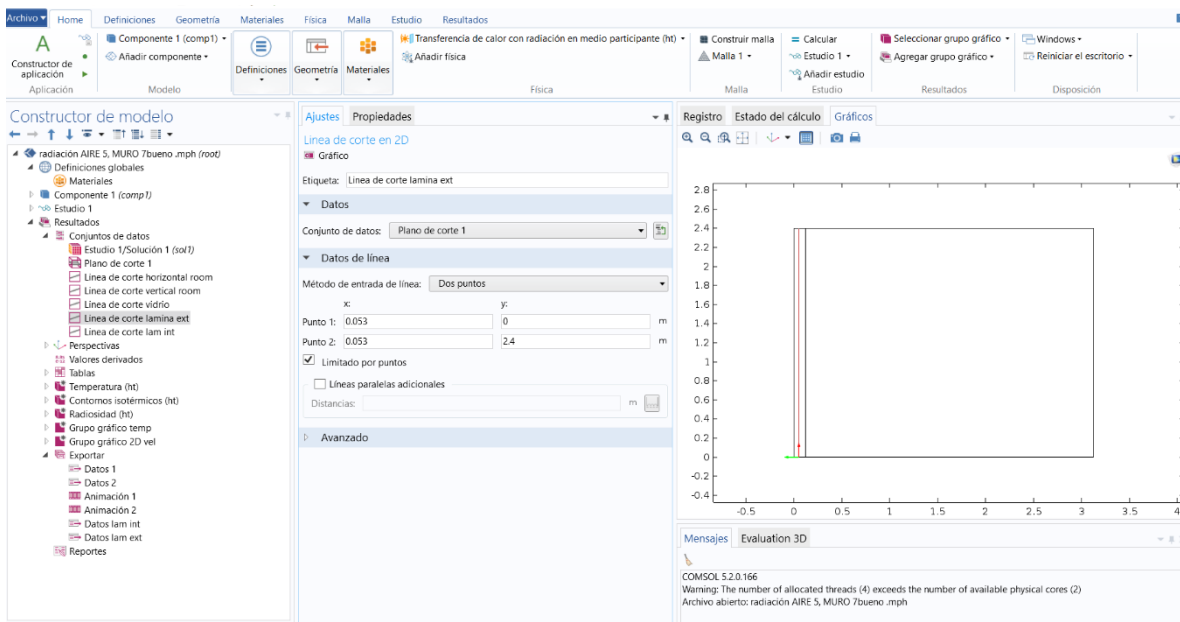 Archivo Home Definiciones Geometría Materiales Física Malla Estudio Resultados
A Componente 1 (comp1) Transferencia de calor con radiación en medio participante (ht) Construir malla Calcular Seleccionar grupo gráfico Windows
Constructor de aplicación Añadir componente Definiciones Geometría Materiales Añadir física Malla 1 Estudio 1 Agregar grupo gráfico Reiniciar el escritorio
Añadir estudio
Aplicación Modelo Física Malla Estudio Resultados Disposición
Constructor de modelo
radiación AIRE 5, MURO 7bueno .mph (root)
Definiciones globales
Materiales
Componente 1 (comp1)
Estudio 1
Resultados
Conjuntos de datos
Estudio 1/Solución 1 (sol1)
Plano de corte 1
Linea de corte horizontal room
Linea de corte vertical room
Linea de corte vidrio
Linea de corte lamina ext
Linea de corte lam int
Perspectivas
Valores derivados
Tablas
Temperatura (ht)
Contornos isotérmicos (ht)
Radiosidad (ht)
Grupo gráfico temp
Grupo gráfico 2D vel
Exportar
Datos 1
Datos 2
Animación 1
Animación 2
Datos lam int
Datos lam ext
Reportes
Ajustes Propiedades
Linea de corte en 2D
Gráfico
Etiqueta: Linea de corte lamina ext
Datos
Conjunto de datos: Plano de corte 1
Datos de línea
Método de entrada de línea: Dos puntos
x: y:
Punto 1: 0.053 0 m
Punto 2: 0.053 2.4 m
Limitado por puntos
Líneas paralelas adicionales
Distancias: m
Avanzado
Registro Estado del cálculo Gráficos
2.8
2.6
2.4
2.2
2
1.8
1.6
1.4
1.2
1
0.8
0.6
0.4
0.2
0
-0.2
-0.4
-0.5 0 0.5 1 1.5 2 2.5 3 3.5 4
Mensajes Evaluation 3D
COMSOL 5.2.0.166
Warning: The number of allocated threads (4) exceeds the number of available physical cores (2)
Archivo abierto: radiación AIRE 5, MURO 7bueno .mph